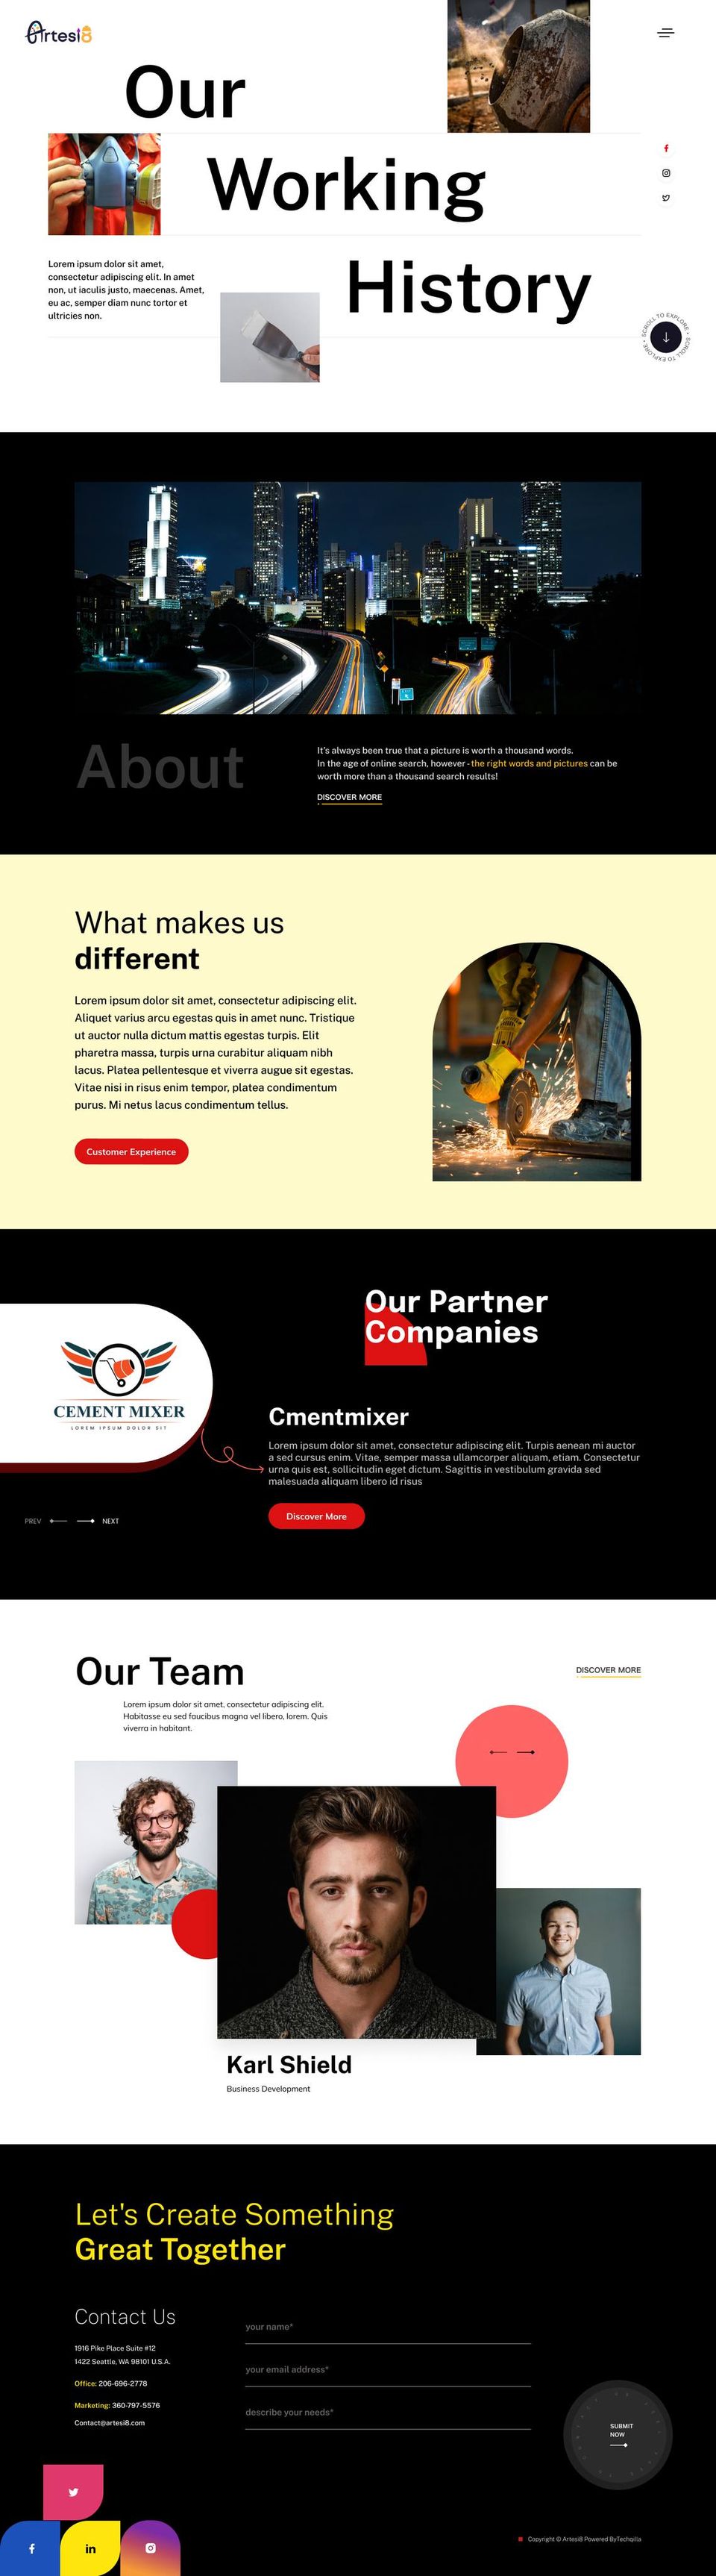 Artesi8
Our
Working
History
Lorem ipsum dolor sit amet,
consectetur adipiscing elit. In amet
non, ut iaculis justo, maecenas. Amet,
eu ac, semper diam nunc tortor et
ultricies non.
SCROLL TO EXPLORE • SCROLL TO EXPLORE •
About
It's always been true that a picture is worth a thousand words.
In the age of online search, however - the right words and pictures can be
worth more than a thousand search results!
DISCOVER MORE
What makes us
different
Lorem ipsum dolor sit amet, consectetur adipiscing elit.
Aliquet varius arcu egestas quis in amet nunc. Tristique
ut auctor nulla dictum mattis egestas turpis. Elit
pharetra massa, turpis urna curabitur aliquam nibh
lacus. Platea pellentesque et viverra augue sit egestas.
Vitae nisi in risus enim tempor, platea condimentum
purus. Mi netus lacus condimentum tellus.
Customer Experience
Our Partner
Companies
CEMENT MIXER
LOREM IPSUM DOLOR SIT
Cmentmixer
Lorem ipsum dolor sit amet, consectetur adipiscing elit. Turpis aenean mi auctor
a sed cursus enim. Vitae, semper massa ullamcorper aliquam, etiam. Consectetur
urna quis est, sollicitudin eget dictum. Sagittis in vestibulum gravida sed
malesuada aliquam libero id risus
Discover More
PREV NEXT
Our Team
DISCOVER MORE
Lorem ipsum dolor sit amet, consectetur adipiscing elit.
Habitasse eu sed faucibus magna vel libero, lorem. Quis
viverra in habitant.
Karl Shield
Business Development
Let's Create Something
Great Together
Contact Us
1916 Pike Place Suite #12
1422 Seattle, WA 98101 U.S.A.
Office: 206-696-2778
Marketing: 360-797-5576
Contact@artesi8.com
your name*
your email address*
describe your needs*
SUBMIT
NOW
Copyright © Artesi8 Powered ByTechqilla